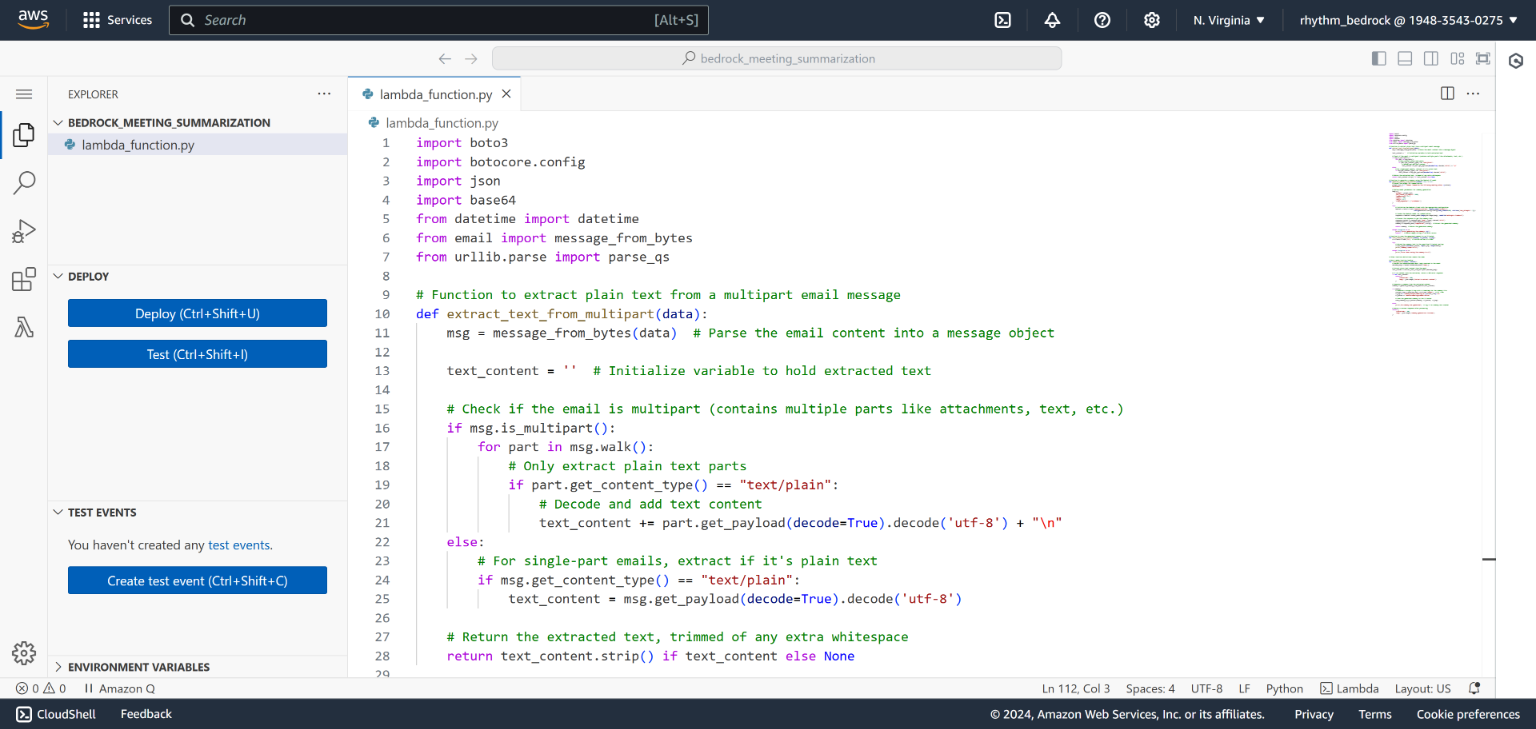 aws
Services
Search
[Alt+S]
N. Virginia ▼
rhythm_bedrock @ 1948-3543-0275 ▼
bedrock_meeting_summarization
EXPLORER
BEDROCK_MEETING_SUMMARIZATION
lambda_function.py
DEPLOY
Deploy (Ctrl+Shift+U)
Test (Ctrl+Shift+I)
TEST EVENTS
You haven't created any test events.
Create test event (Ctrl+Shift+C)
ENVIRONMENT VARIABLES
lambda_function.py
lambda_function.py
1 import boto3
2 import botocore.config
3 import json
4 import base64
5 from datetime import datetime
6 from email import message_from_bytes
7 from urllib.parse import parse_qs
8
9 # Function to extract plain text from a multipart email message
10 def extract_text_from_multipart(data):
11 msg = message_from_bytes(data)  # Parse the email content into a message object
12
13 text_content = ''  # Initialize variable to hold extracted text
14
15 # Check if the email is multipart (contains multiple parts like attachments, text, etc.)
16 if msg.is_multipart():
17 for part in msg.walk():
18 # Only extract plain text parts
19 if part.get_content_type() == "text/plain":
20 # Decode and add text content
21 text_content += part.get_payload(decode=True).decode('utf-8') + "\n"
22 else:
23 # For single-part emails, extract if it's plain text
24 if msg.get_content_type() == "text/plain":
25 text_content = msg.get_payload(decode=True).decode('utf-8')
26
27 # Return the extracted text, trimmed of any extra whitespace
28 return text_content.strip() if text_content else None
29
0 0 Amazon Q
Ln 112, Col 3 Spaces: 4 UTF-8 LF Python Lambda Layout: US
CloudShell Feedback
© 2024, Amazon Web Services, Inc. or its affiliates. Privacy Terms Cookie preferences